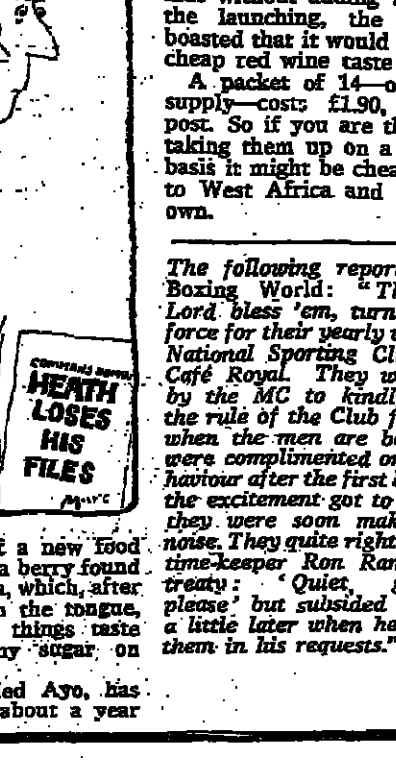 HEATH
LOSES
HIS
FILES
a new food
a berry found
which, after
the tongue,
things taste
sugar on
Ayo, has
about a year
the launching, the
boasted that it would
cheap red wine taste
A packet of 14—o
supply—costs £1.90,
post. So if you are th
taking them up on a
basis it might be chea
to West Africa and
own.
The following repor
Boxing World: "Th
Lord bless 'em, turn
force for their yearly v
National Sporting Cl
Café Royal. They w
by the MC to kindl
the rule of the Club f
when the men are bo
were complimented on
haviour after the first b
the excitement got to
they were soon mak
noise. They quite right
time-keeper Ron Ran
treaty: 'Quiet, g
please' but subsided
a little later when he
them in his requests."